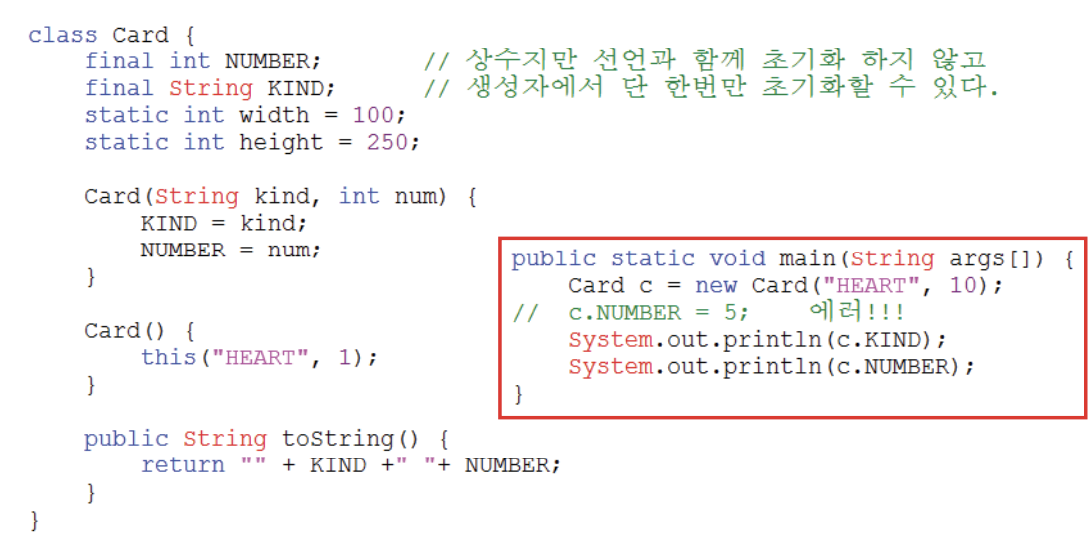 class Card {
    final int NUMBER;        // 상수지만 선언과 함께 초기화 하지 않고
    final String KIND;       // 생성자에서 단 한번만 초기화할 수 있다.
    static int width = 100;
    static int height = 250;
    Card(String kind, int num) {
        KIND = kind;
        NUMBER = num;
    }
    Card() {
        this("HEART", 1);
    }
    public String toString() {
        return "" + KIND +" "+ NUMBER;
    }
}
public static void main(String args[]) {
    Card c = new Card("HEART", 10);
//  c.NUMBER = 5;    에러!!!
    System.out.println(c.KIND);
    System.out.println(c.NUMBER);
}